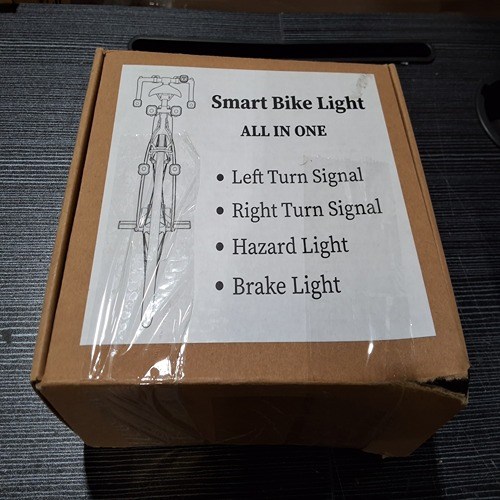 Smart Bike Light
ALL IN ONE
• Left Turn Signal
• Right Turn Signal
• Hazard Light
• Brake Light